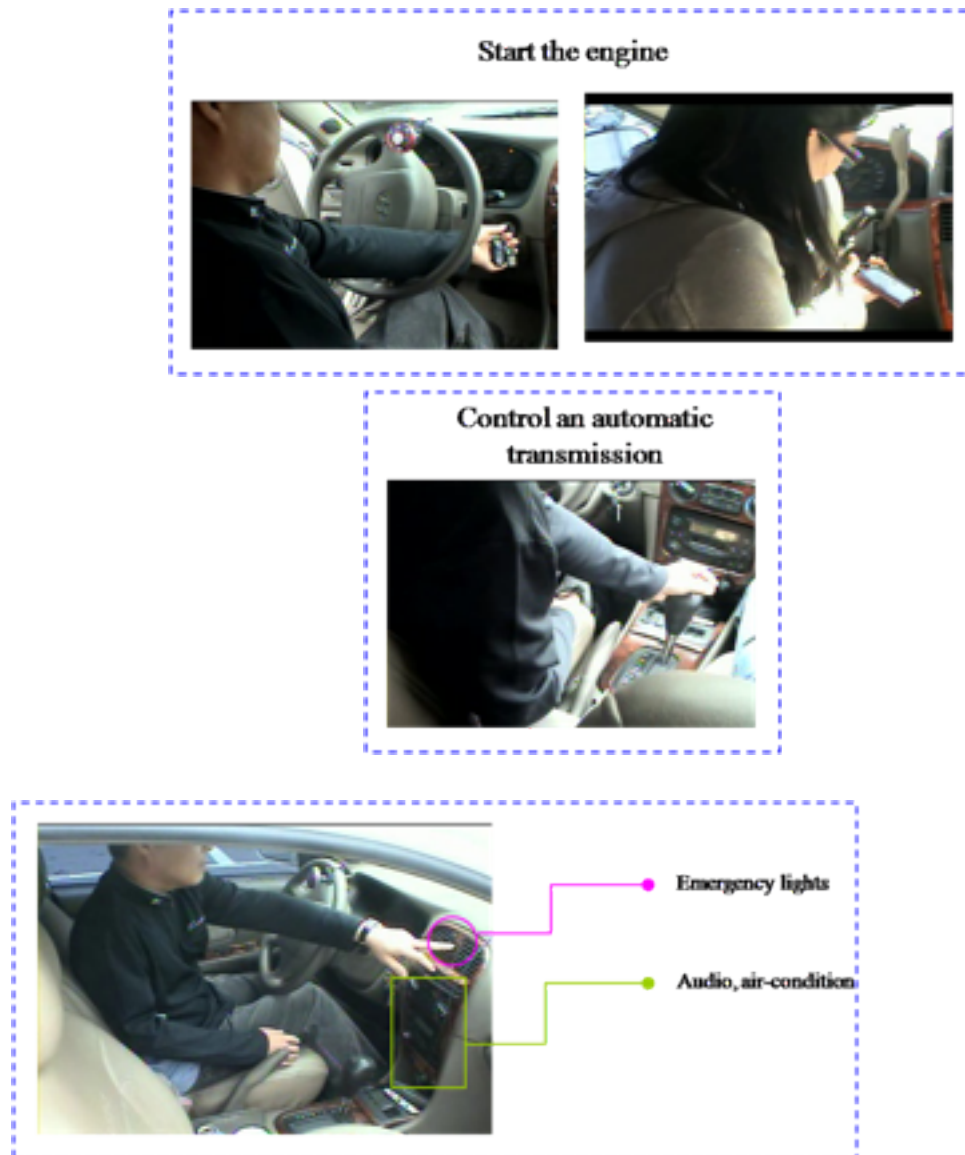 Start the engine
Control an automatic
transmission
Emergency lights
Audio, air-condition